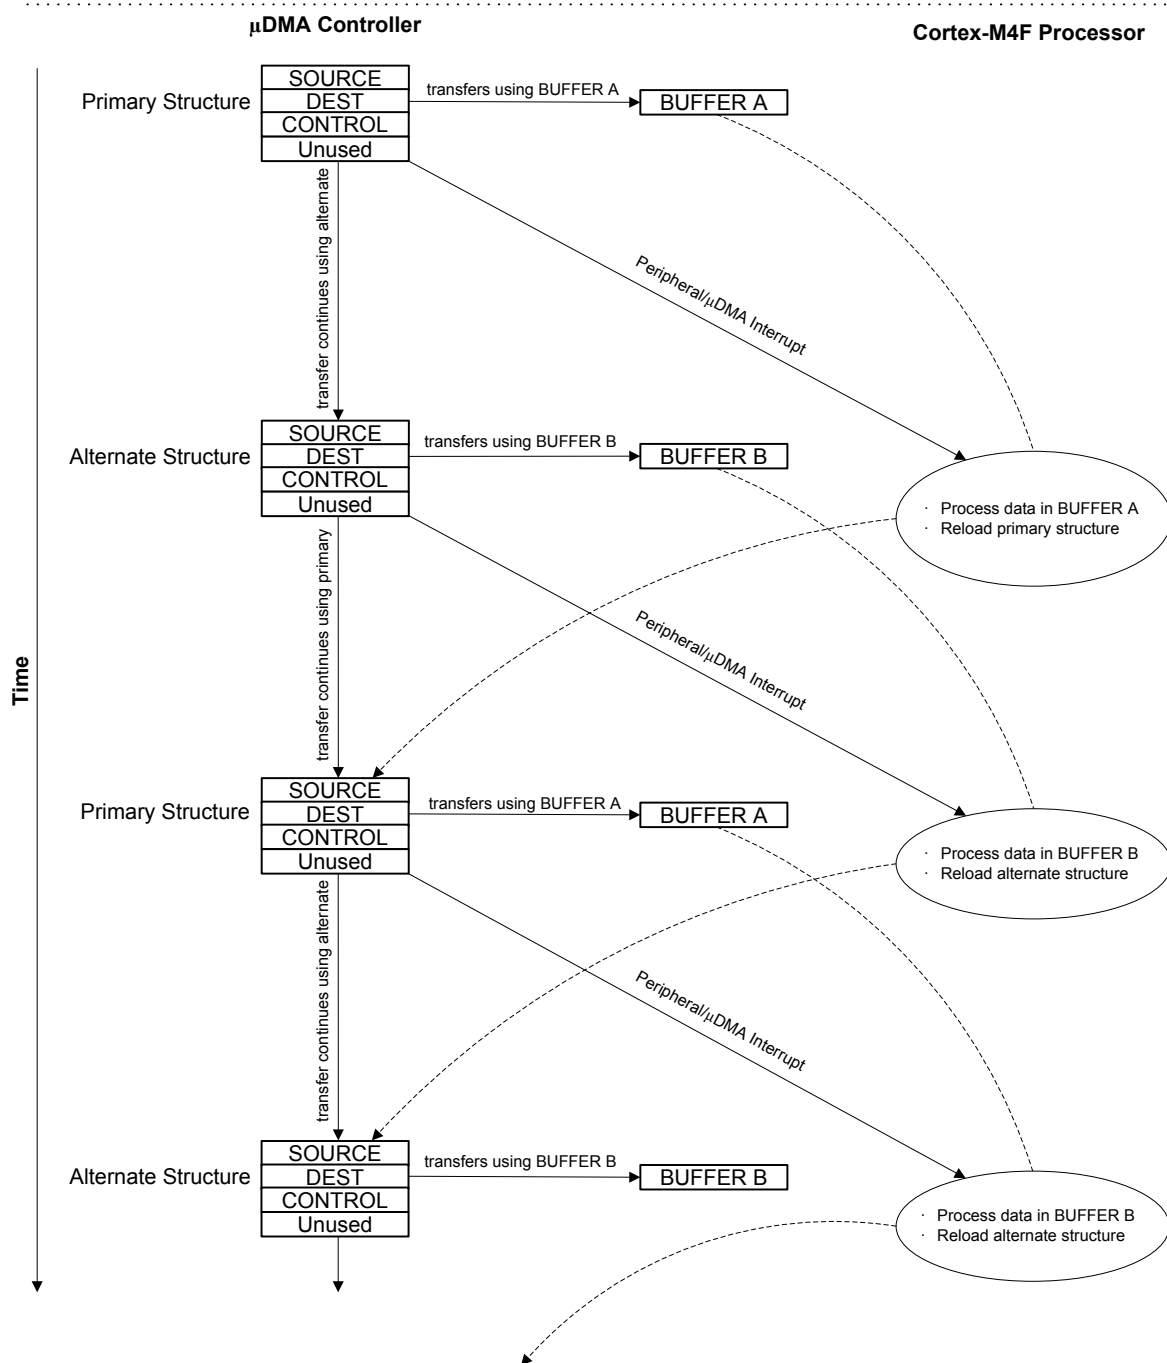 μDMA Controller
Cortex-M4F Processor
Time
Primary Structure
SOURCE
DEST
CONTROL
Unused
transfers using BUFFER A
BUFFER A
transfer continues using alternate
Peripheral/μDMA Interrupt
Alternate Structure
SOURCE
DEST
CONTROL
Unused
transfers using BUFFER B
BUFFER B
· Process data in BUFFER A
· Reload primary structure
transfer continues using primary
Peripheral/μDMA Interrupt
Primary Structure
SOURCE
DEST
CONTROL
Unused
transfers using BUFFER A
BUFFER A
· Process data in BUFFER B
· Reload alternate structure
transfer continues using alternate
Peripheral/μDMA Interrupt
Alternate Structure
SOURCE
DEST
CONTROL
Unused
transfers using BUFFER B
BUFFER B
· Process data in BUFFER B
· Reload alternate structure